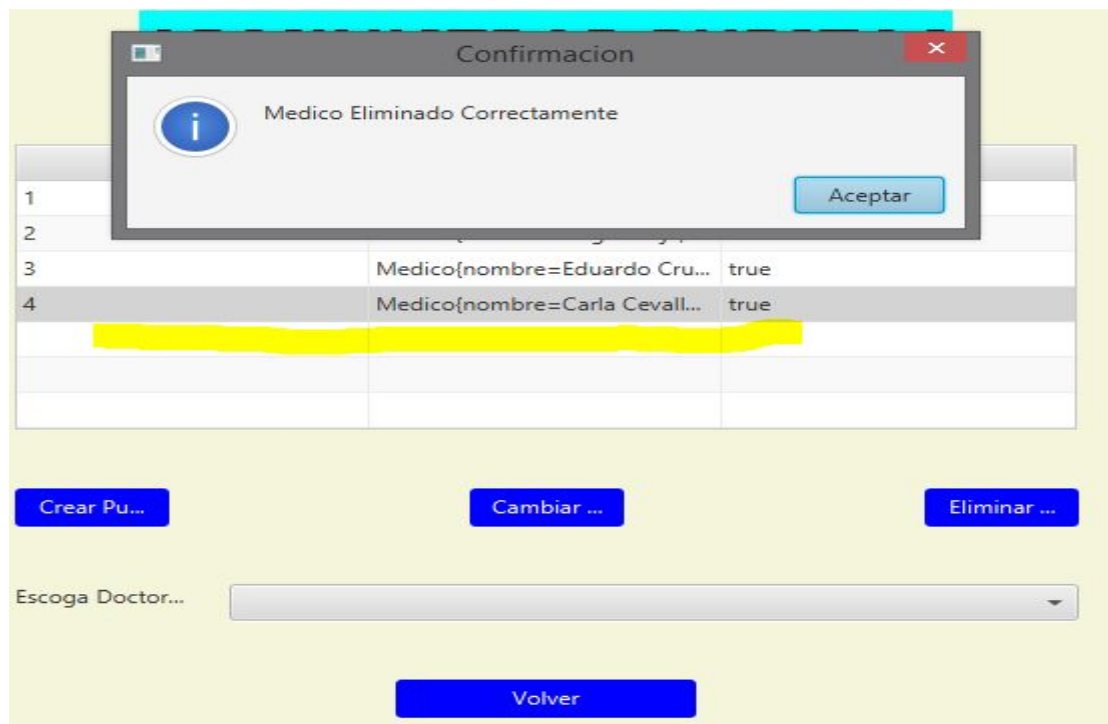 Confirmacion
Medico Eliminado Correctamente
Aceptar
1
2
3 Medico{nombre=Eduardo Cru... true
4 Medico{nombre=Carla Cevall... true
Crear Pu... Cambiar ... Eliminar ...
Escoga Doctor...
Volver